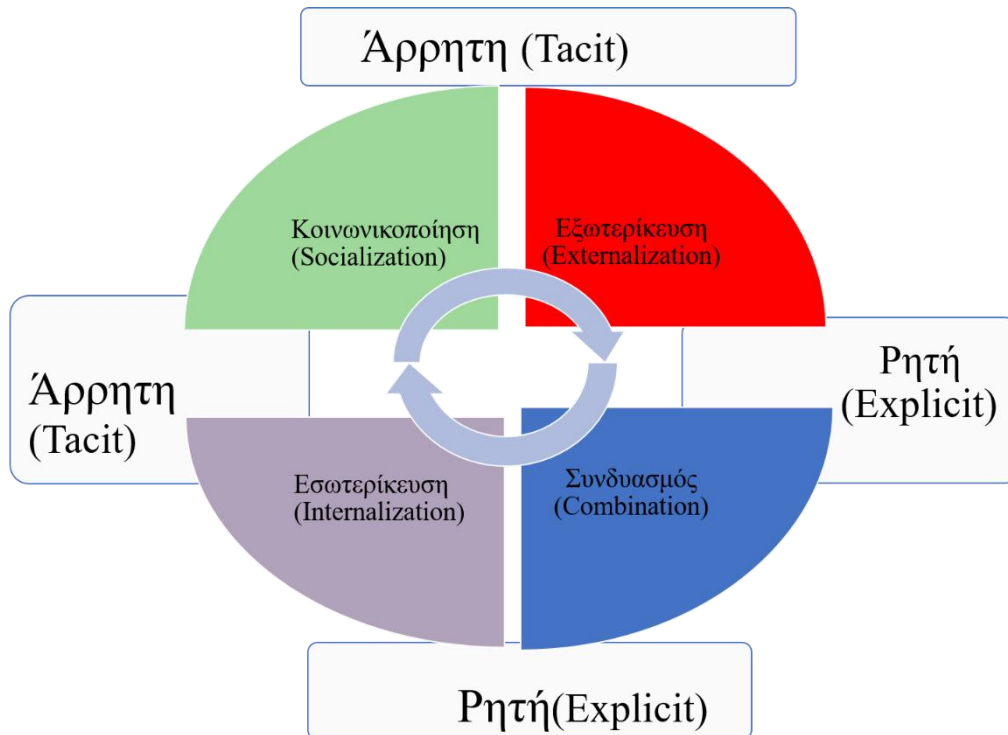 Άρρητη (Tacit)
Κοινωνικοποίηση
(Socialization)
Εξωτερίκευση
(Externalization)
Άρρητη
(Tacit)
Ρητή
(Explicit)
Εσωτερίκευση
(Internalization)
Συνδυασμός
(Combination)
Ρητή(Explicit)